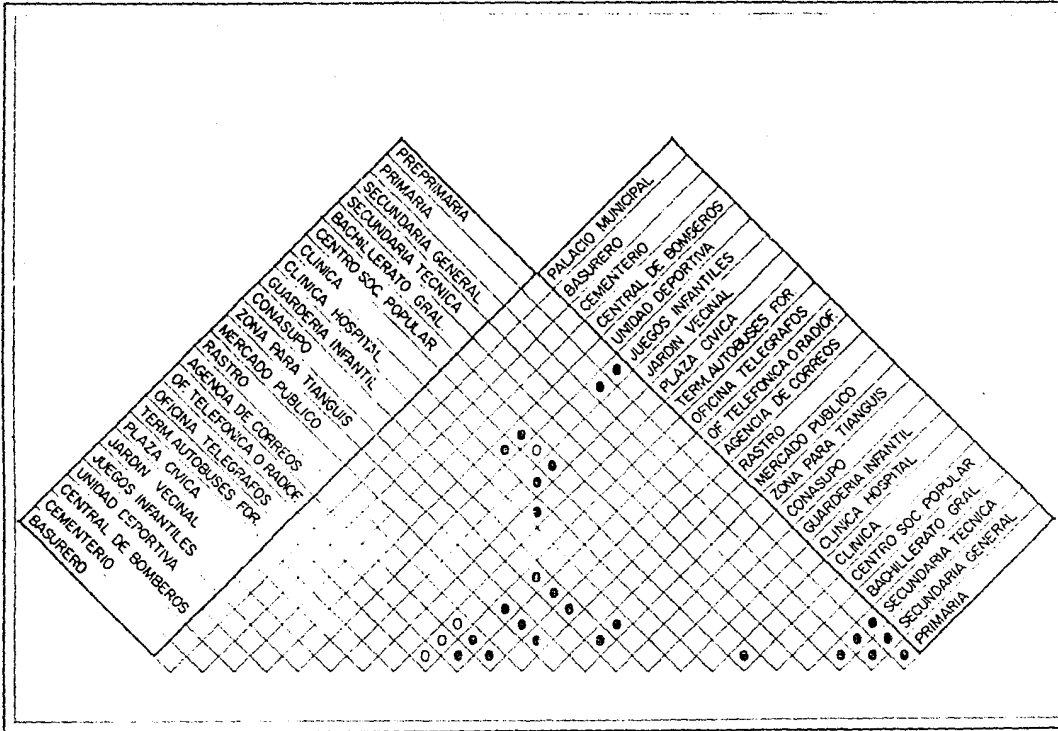 PREPRIMARIA
PRIMARIA
SECUNDARIA GENERAL
SECUNDARIA TECNICA
BACHILLERATO GRAL
CENTRO SOC. POPULAR
CLINICA
CLINICA HOSPITAL
GUARDERIA INFANTIL
CONASUPO
ZONA PARA TIANGUIS
MERCADO PUBLICO
RASTRO
AGENCIA DE CORREOS
OF TELEFONICA O RADIOF
OFICINA TELEGRAFOS
TERM. AUTOBUSES FOR
PLAZA CIVICA
JARDIN VECINAL
JUEGOS INFANTILES
UNIDAD DEPORTIVA
CENTRAL DE BOMBEROS
CEMENTERIO
BASURERO
PALACIO MUNICIPAL
BASURERO
CEMENTERIO
CENTRAL DE BOMBEROS
UNIDAD DEPORTIVA
JUEGOS INFANTILES
JARDIN VECINAL
PLAZA CIVICA
TERM. AUTOBUSES FOR
OFICINA TELEGRAFOS
OF TELEFONICA O RADIOF
AGENCIA DE CORREOS
RASTRO
MERCADO PUBLICO
ZONA PARA TIANGUIS
CONASUPO
GUARDERIA INFANTIL
CLINICA HOSPITAL
CLINICA
CENTRO SOC POPULAR
BACHILLERATO GRAL
SECUNDARIA TECNICA
SECUNDARIA GENERAL
PRIMARIA